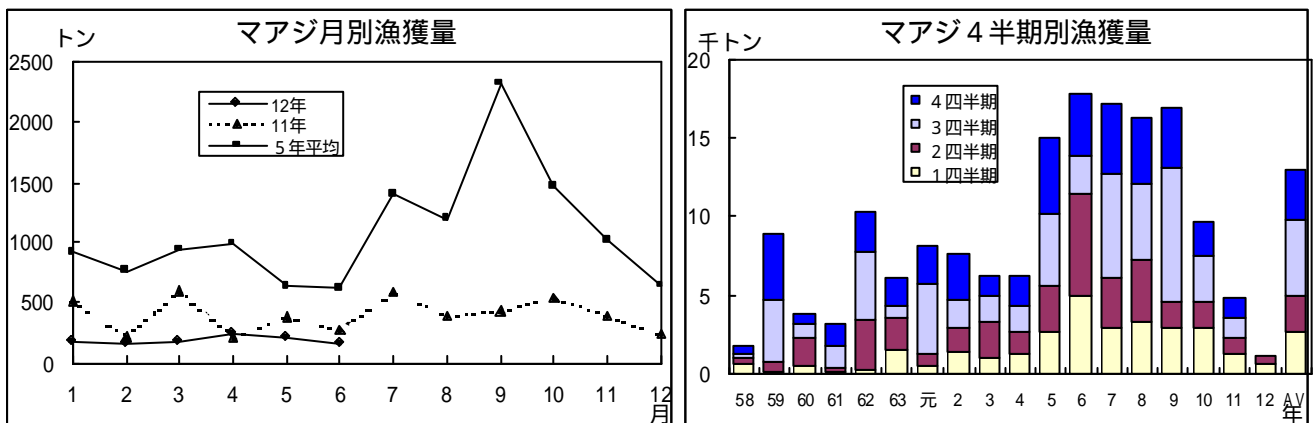 マアジ月別漁獲量
トン
2500
2000
1500
1000
500
0
12年
11年
5年平均
1 2 3 4 5 6 7 8 9 10 11 12
月
マアジ4半期別漁獲量
千トン
20
15
10
5
0
4四半期
3四半期
2四半期
1四半期
58 59 60 61 62 63 元 2 3 4 5 6 7 8 9 10 11 12 AV
年